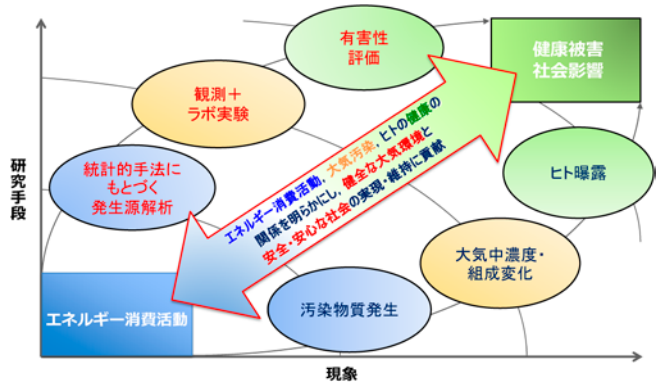 有害性
評価
健康被害
社会影響
観測＋
ラボ実験
研究手段
統計的手法に
もとづく
発生源解析
エネルギー消費活動，大気汚染，ヒトの健康の
関係を明らかにし，健全な大気環境と
安全・安心な社会の実現・維持に貢献
ヒト曝露
大気中濃度・
組成変化
汚染物質発生
エネルギー消費活動
現象